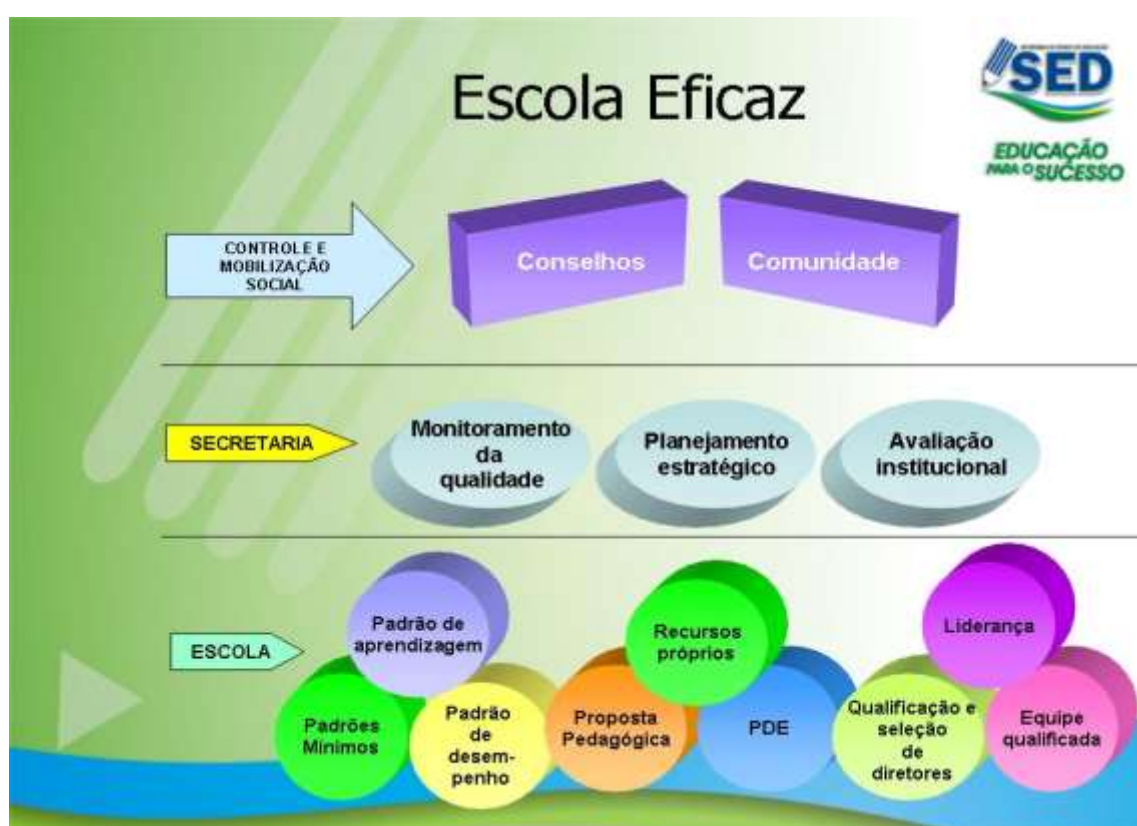 Escola Eficaz
SED
EDUCAÇÃO
PARA O SUCESSO
CONTROLE E
MOBILIZAÇÃO
SOCIAL
Conselhos
Comunidade
SECRETARIA
Monitoramento
da
qualidade
Planejamento
estratégico
Avaliação
institucional
ESCOLA
Padrão de
aprendizagem
Padrões
Mínimos
Padrão
de
desem-
penho
Recursos
próprios
Proposta
Pedagógica
PDE
Liderança
Qualificação e
seleção
de
diretores
Equipe
qualificada